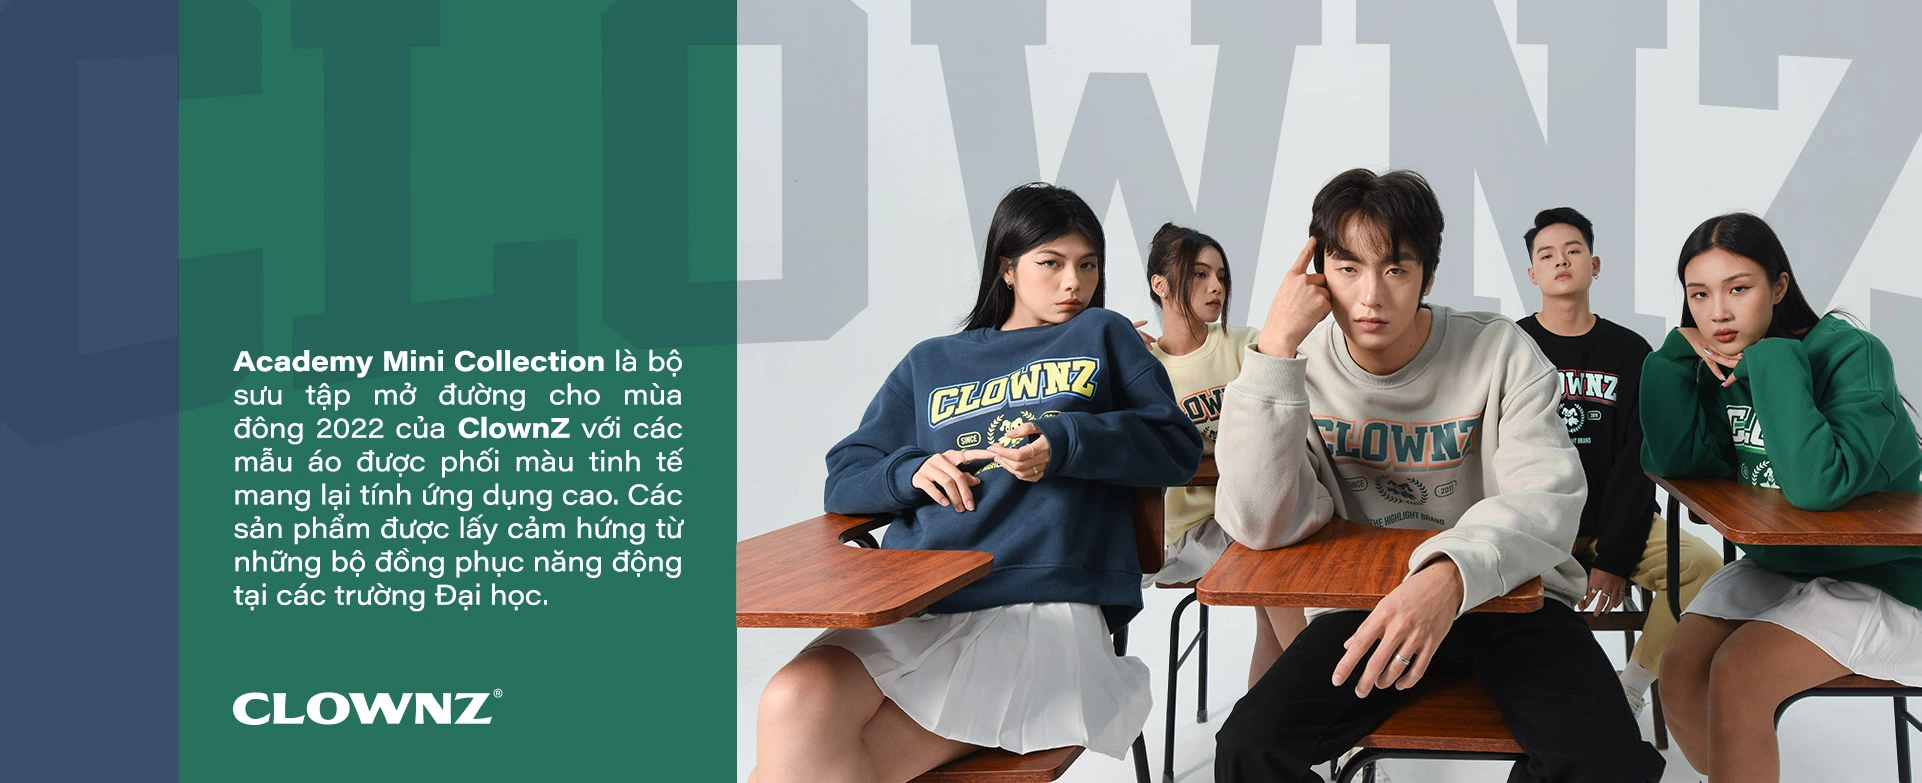 CLOWNZ
Academy Mini Collection là bộ
sưu tập mở đường cho mùa
đông 2022 của ClownZ với các
mẫu áo được phối màu tinh tế
mang lại tính ứng dụng cao. Các
sản phẩm được lấy cảm hứng từ
những bộ đồng phục năng động
tại các trường Đại học.
CLOWNZ®
CLOWNZ
SINCE
CLOWNZ
SINCE
2011
THE HIGHLIGHT BRAND